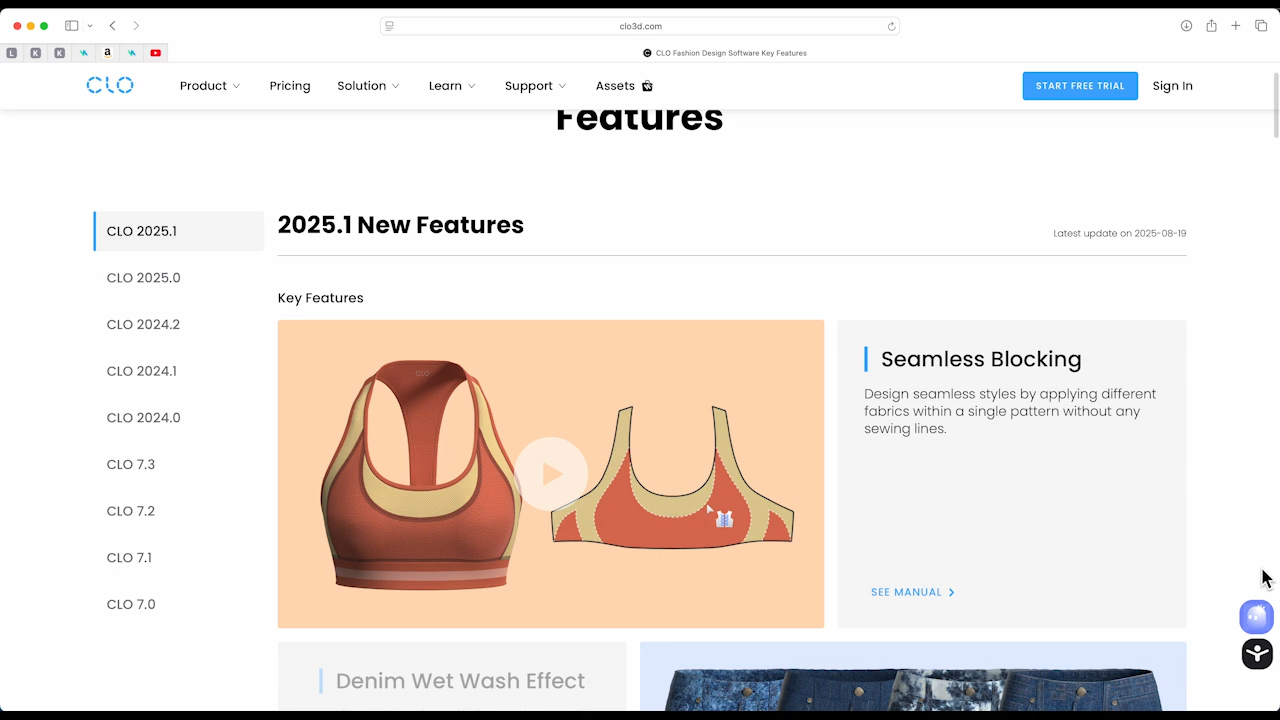 clo3d.com
L
K
K
a
CLO Fashion Design Software Key Features
CLO
Product
Pricing
Solution
Learn
Support
Assets
START FREE TRIAL
Sign In
Features
CLO 2025.1
CLO 2025.0
CLO 2024.2
CLO 2024.1
CLO 2024.0
CLO 7.3
CLO 7.2
CLO 7.1
CLO 7.0
2025.1 New Features
Latest update on 2025-08-19
Key Features
CLO
Seamless Blocking
Design seamless styles by applying different
fabrics within a single pattern without any
sewing lines.
SEE MANUAL
Denim Wet Wash Effect